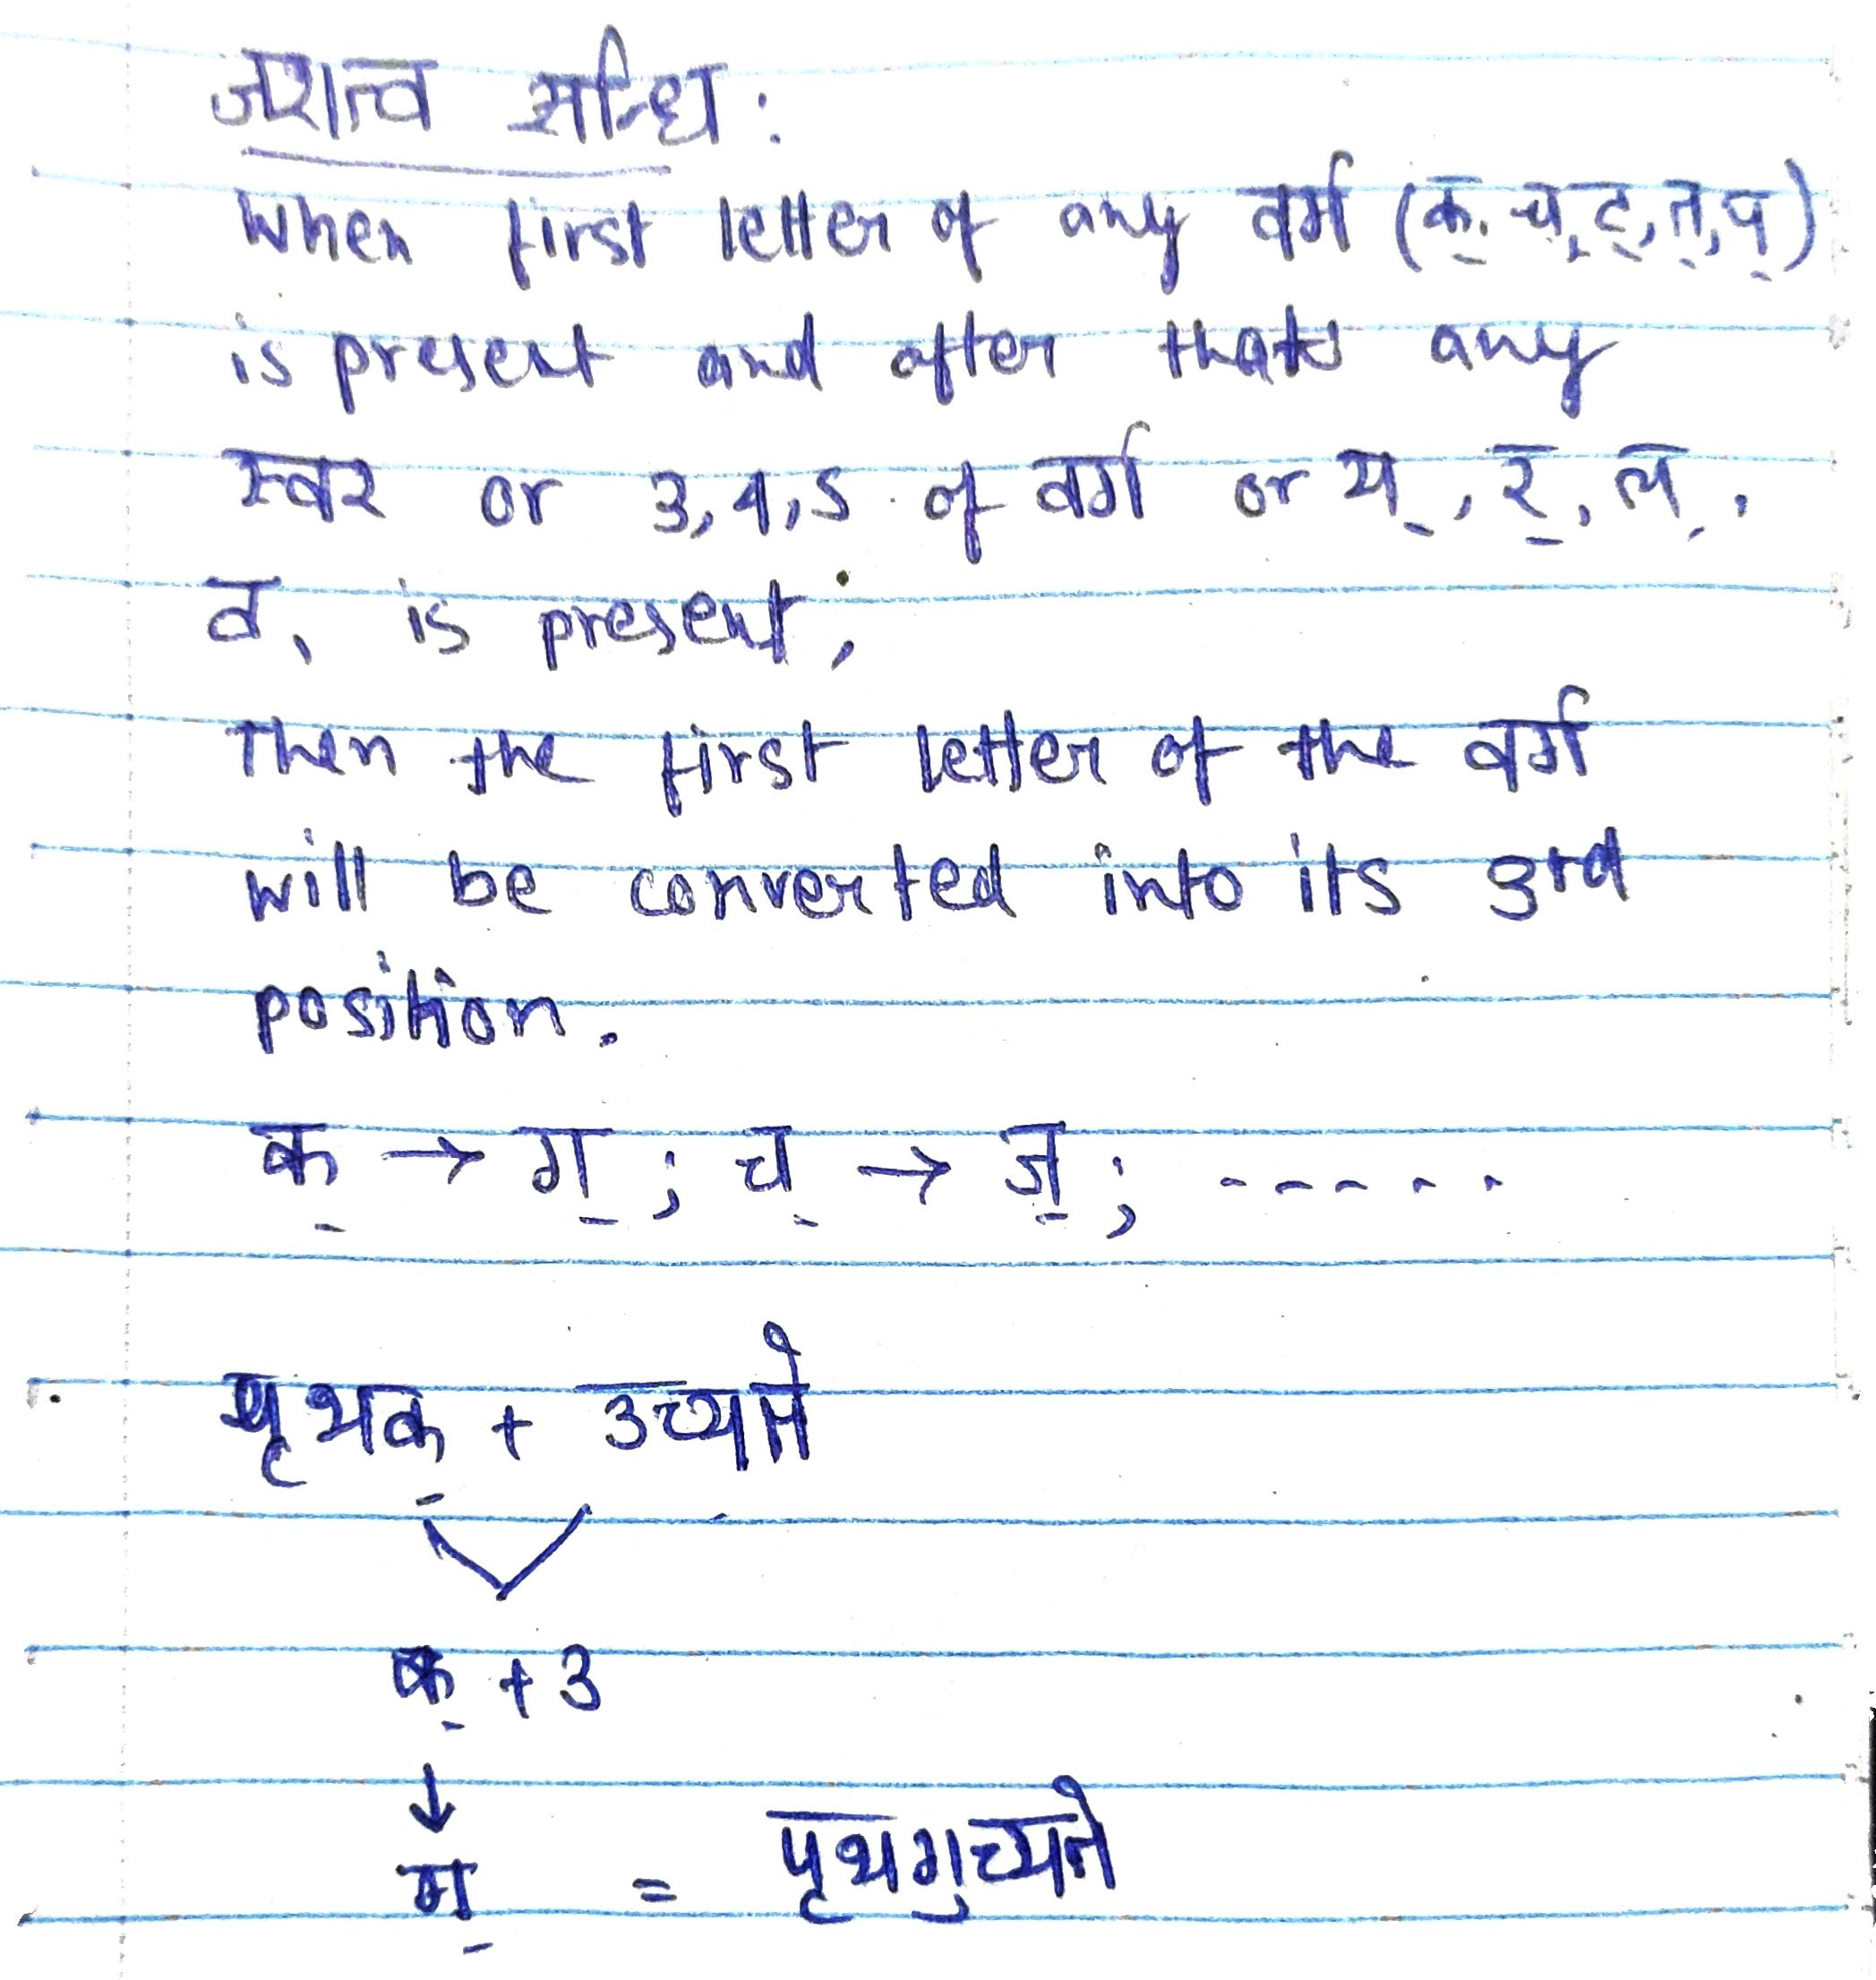 जशत्व सन्धि :
When first letter of any वर्ग (क्, च्, ट्, त्, प्)
is present and after that any
स्वर or 3,4,5 of वर्ग or य्, र्, ल्,
व्, is present,
Then the first letter of the वर्ग
will be converted into its 3rd
position.
क् → ग् ; च् → ज् ; - - - - - -
पृथक् + उच्यते
क् + उ
↓
ग् = पृथगुच्यते